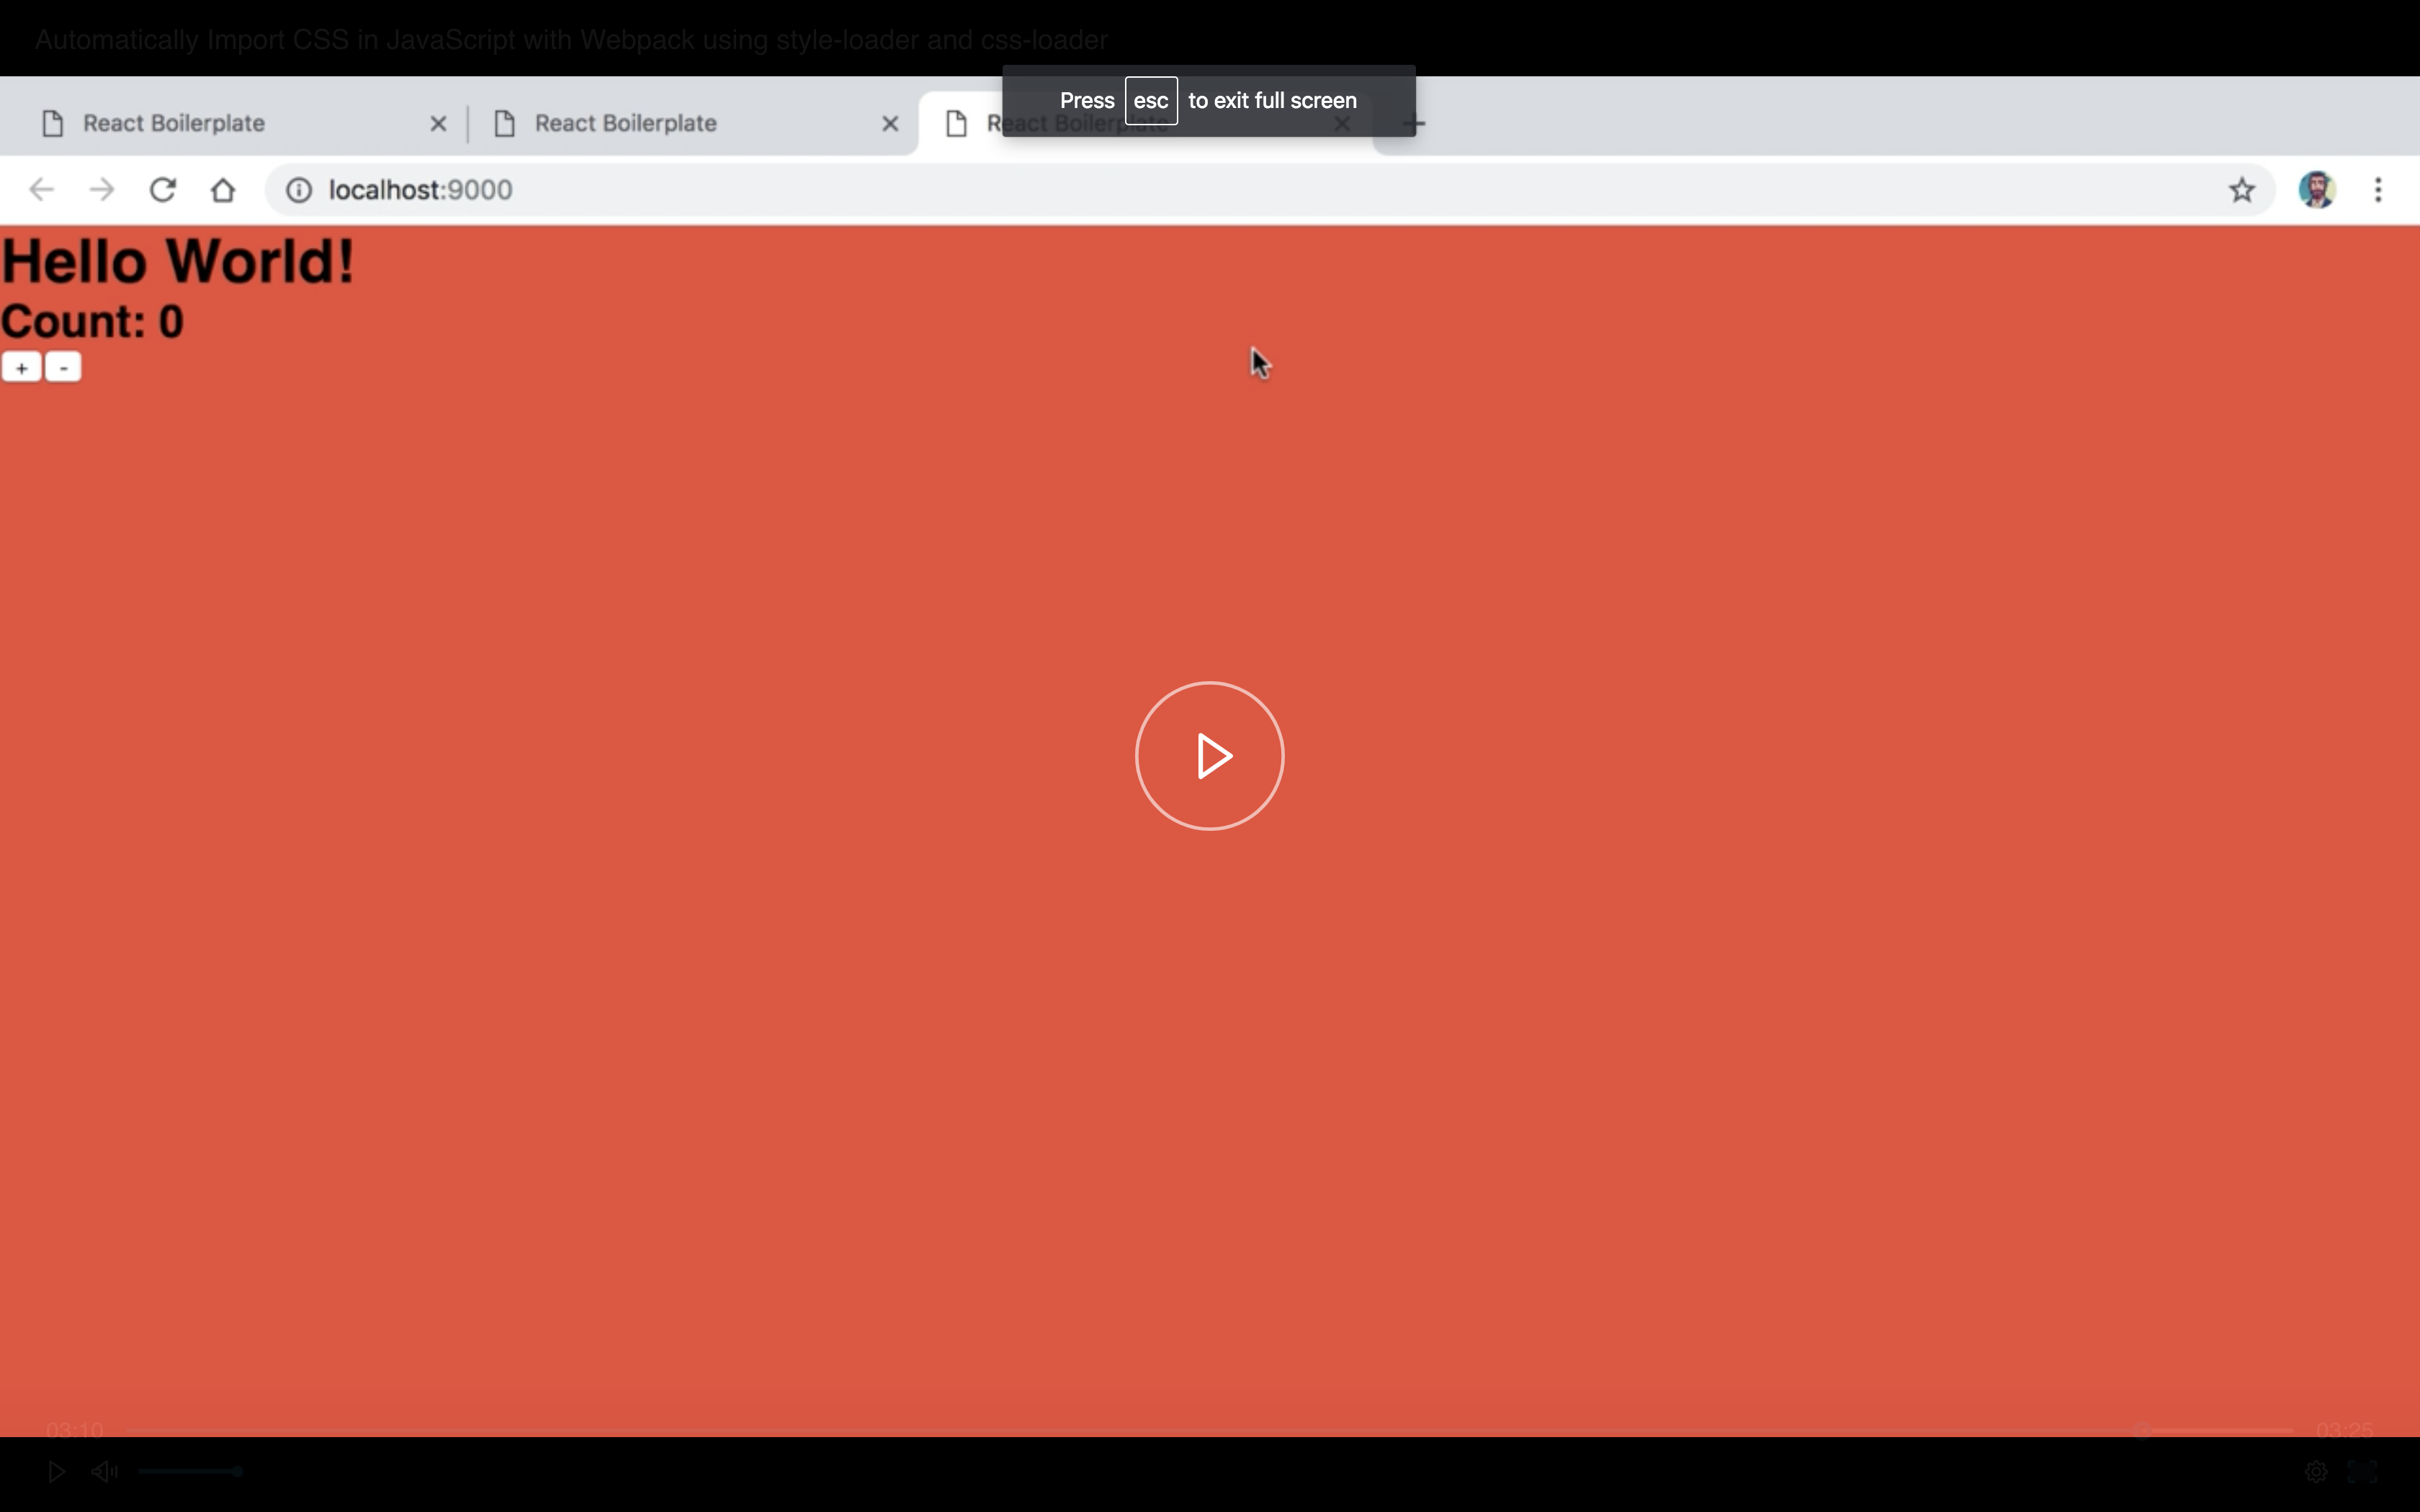 Automatically Import CSS in JavaScript with Webpack using style-loader and css-loader
Press esc to exit full screen
React Boilerplate
React Boilerplate
React Boilerplate
localhost:9000
Hello World!
Count: 0
+ -
03:10
03:25